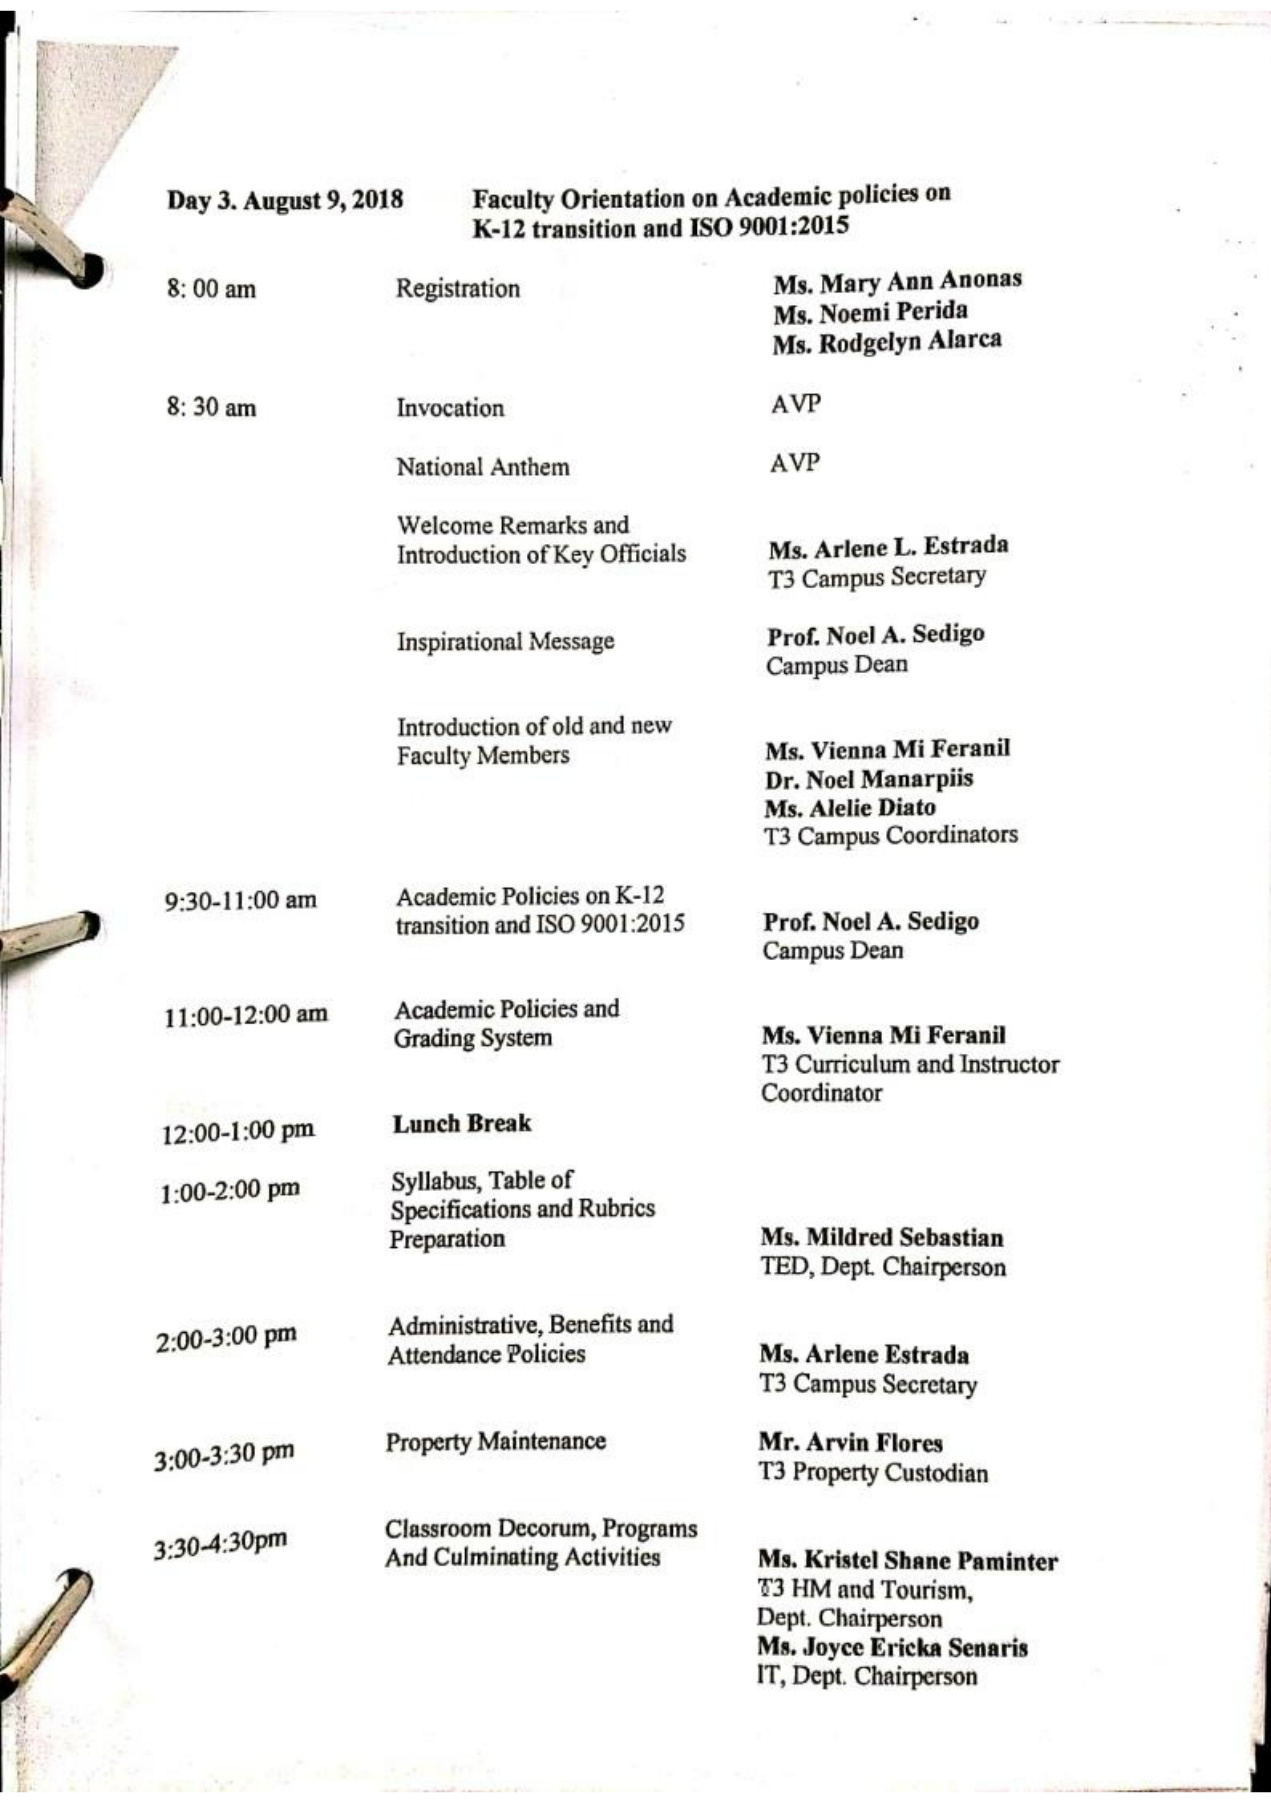 Day 3. August 9, 2018 Faculty Orientation on Academic policies on
K-12 transition and ISO 9001:2015
8: 00 am Registration Ms. Mary Ann Anonas
Ms. Noemi Perida
Ms. Rodgelyn Alarca
8: 30 am Invocation AVP
National Anthem AVP
Welcome Remarks and
Introduction of Key Officials Ms. Arlene L. Estrada
T3 Campus Secretary
Inspirational Message Prof. Noel A. Sedigo
Campus Dean
Introduction of old and new
Faculty Members Ms. Vienna Mi Feranil
Dr. Noel Manarpiis
Ms. Alelie Diato
T3 Campus Coordinators
9:30-11:00 am Academic Policies on K-12
transition and ISO 9001:2015 Prof. Noel A. Sedigo
Campus Dean
11:00-12:00 am Academic Policies and
Grading System Ms. Vienna Mi Feranil
T3 Curriculum and Instructor
Coordinator
12:00-1:00 pm Lunch Break
1:00-2:00 pm Syllabus, Table of
Specifications and Rubrics
Preparation Ms. Mildred Sebastian
TED, Dept. Chairperson
2:00-3:00 pm Administrative, Benefits and
Attendance Policies Ms. Arlene Estrada
T3 Campus Secretary
3:00-3:30 pm Property Maintenance Mr. Arvin Flores
T3 Property Custodian
3:30-4:30pm Classroom Decorum, Programs
And Culminating Activities Ms. Kristel Shane Paminter
T3 HM and Tourism,
Dept. Chairperson
Ms. Joyce Ericka Senaris
IT, Dept. Chairperson